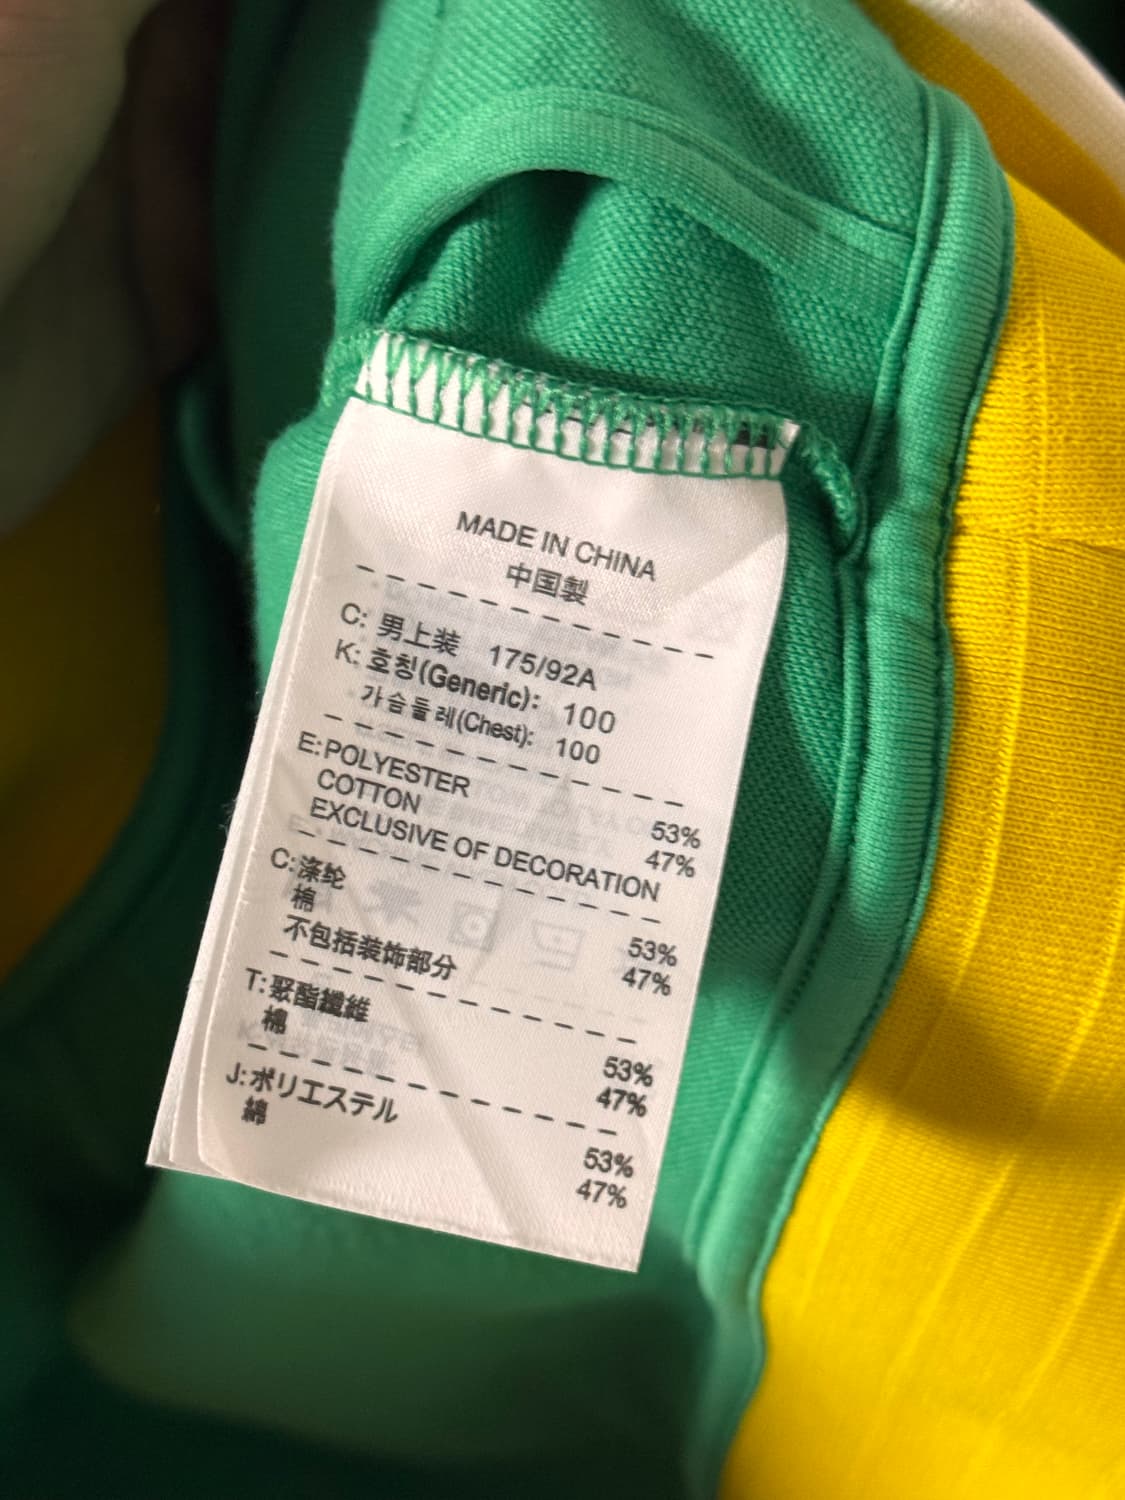 MADE IN CHINA
中国製
C: 男上装 175/92A
K: 호칭(Generic): 100
가슴둘레(Chest): 100
E: POLYESTER 53%
COTTON 47%
EXCLUSIVE OF DECORATION
C: 涤纶 53%
棉 47%
不包括装饰部分
T: 聚酯纖維 53%
棉 47%
J: ポリエステル 53%
綿 47%